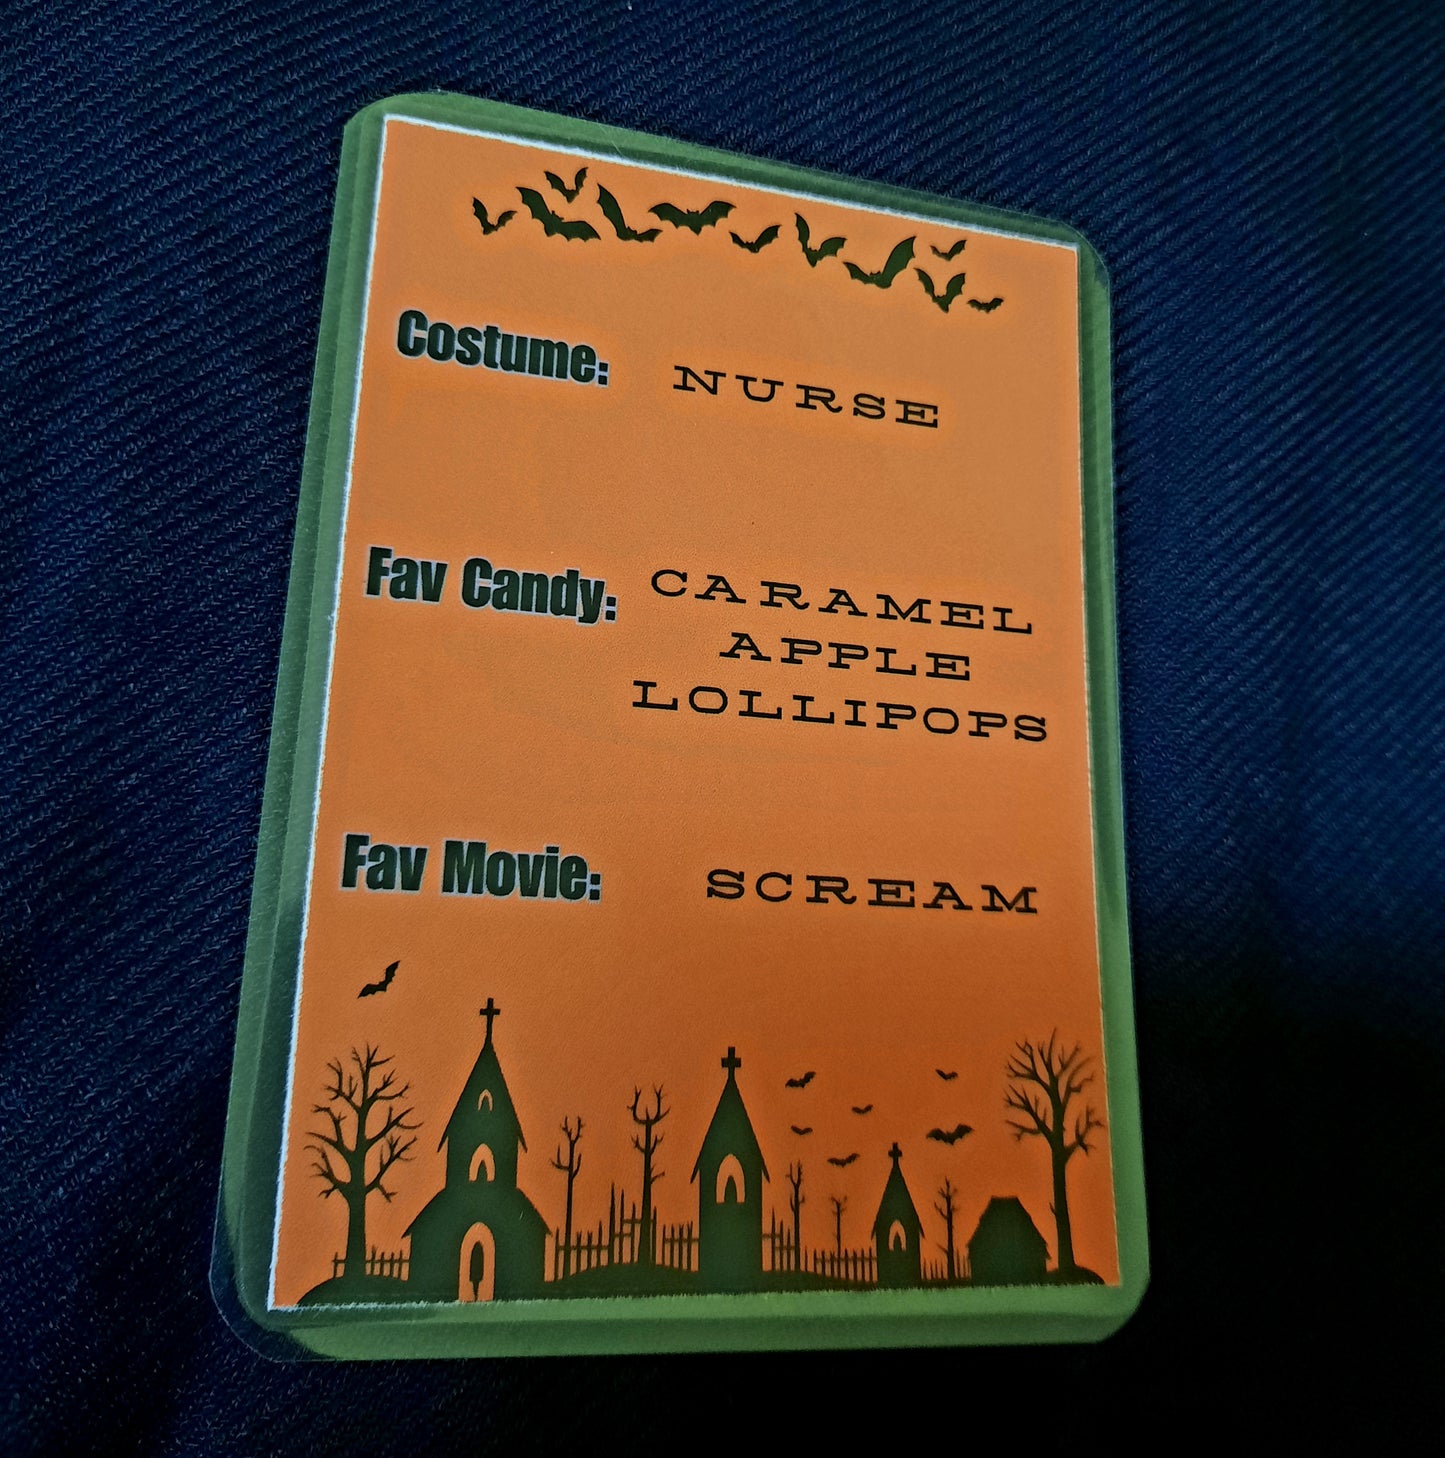 Costume: NURSE
Fav Candy: CARAMEL
APPLE
LOLLIPOPS
Fav Movie: SCREAM